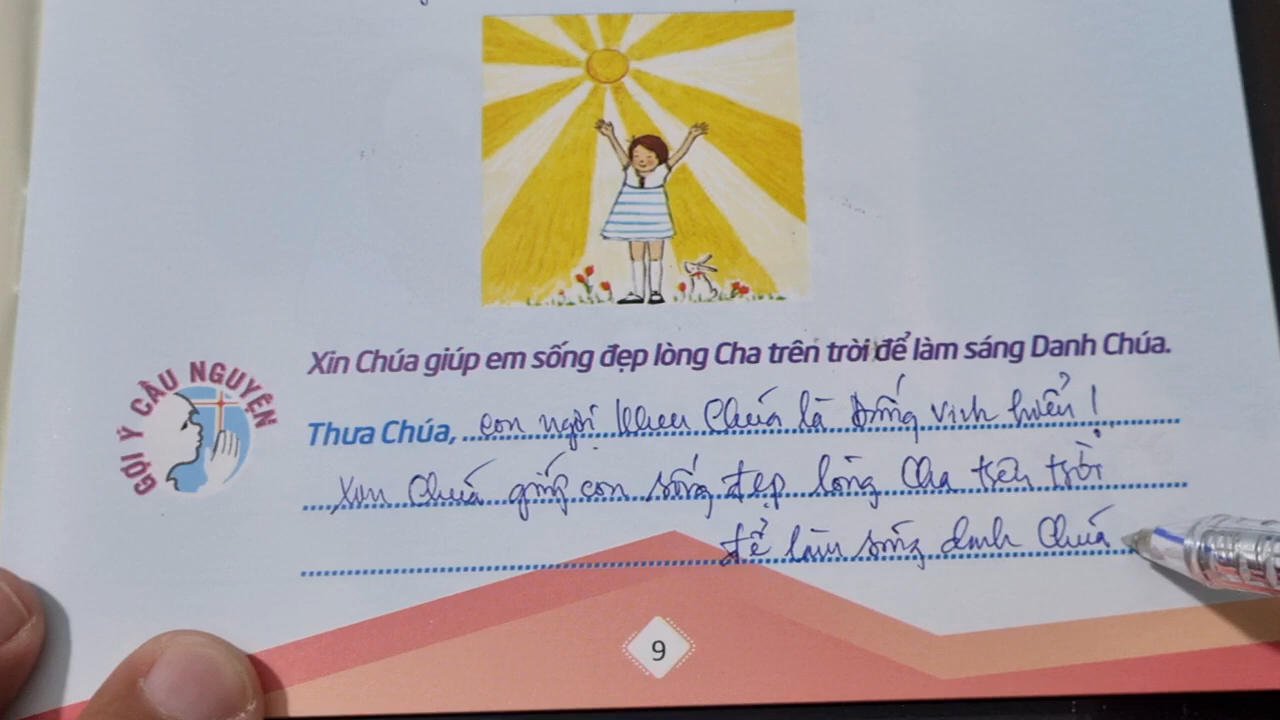 Xin Chúa giúp em sống đẹp lòng Cha trên trời để làm sáng Danh Chúa.
GỢI Ý CẦU NGUYỆN
Thưa Chúa, con ngợi khen Chúa là Đấng vinh hiển!
Xin Chúa giúp con sống đẹp lòng Cha trên trời
để làm sáng danh Chúa
9